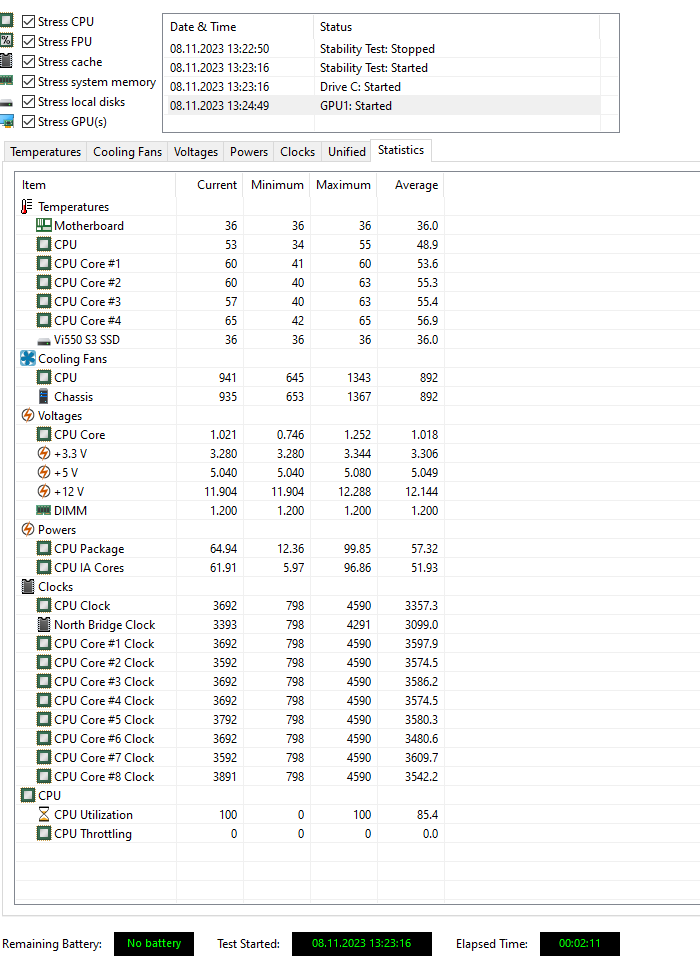 Stress CPU
% Stress FPU
Stress cache
Stress system memory
Stress local disks
Stress GPU(s)
Date & Time Status
08.11.2023 13:22:50 Stability Test: Stopped
08.11.2023 13:23:16 Stability Test: Started
08.11.2023 13:23:16 Drive C: Started
08.11.2023 13:24:49 GPU1: Started
Temperatures Cooling Fans Voltages Powers Clocks Unified Statistics
Item Current Minimum Maximum Average
Temperatures
Motherboard 36 36 36 36.0
CPU 53 34 55 48.9
CPU Core #1 60 41 60 53.6
CPU Core #2 60 40 63 55.3
CPU Core #3 57 40 63 55.4
CPU Core #4 65 42 65 56.9
Vi550 S3 SSD 36 36 36 36.0
Cooling Fans
CPU 941 645 1343 892
Chassis 935 653 1367 892
Voltages
CPU Core 1.021 0.746 1.252 1.018
+3.3 V 3.280 3.280 3.344 3.306
+5 V 5.040 5.040 5.080 5.049
+12 V 11.904 11.904 12.288 12.144
DIMM 1.200 1.200 1.200 1.200
Powers
CPU Package 64.94 12.36 99.85 57.32
CPU IA Cores 61.91 5.97 96.86 51.93
Clocks
CPU Clock 3692 798 4590 3357.3
North Bridge Clock 3393 798 4291 3099.0
CPU Core #1 Clock 3692 798 4590 3597.9
CPU Core #2 Clock 3592 798 4590 3574.5
CPU Core #3 Clock 3692 798 4590 3586.2
CPU Core #4 Clock 3692 798 4590 3574.5
CPU Core #5 Clock 3792 798 4590 3580.3
CPU Core #6 Clock 3692 798 4590 3480.6
CPU Core #7 Clock 3592 798 4590 3609.7
CPU Core #8 Clock 3891 798 4590 3542.2
CPU
CPU Utilization 100 0 100 85.4
CPU Throttling 0 0 0 0.0
Remaining Battery: No battery Test Started: 08.11.2023 13:23:16 Elapsed Time: 00:02:11